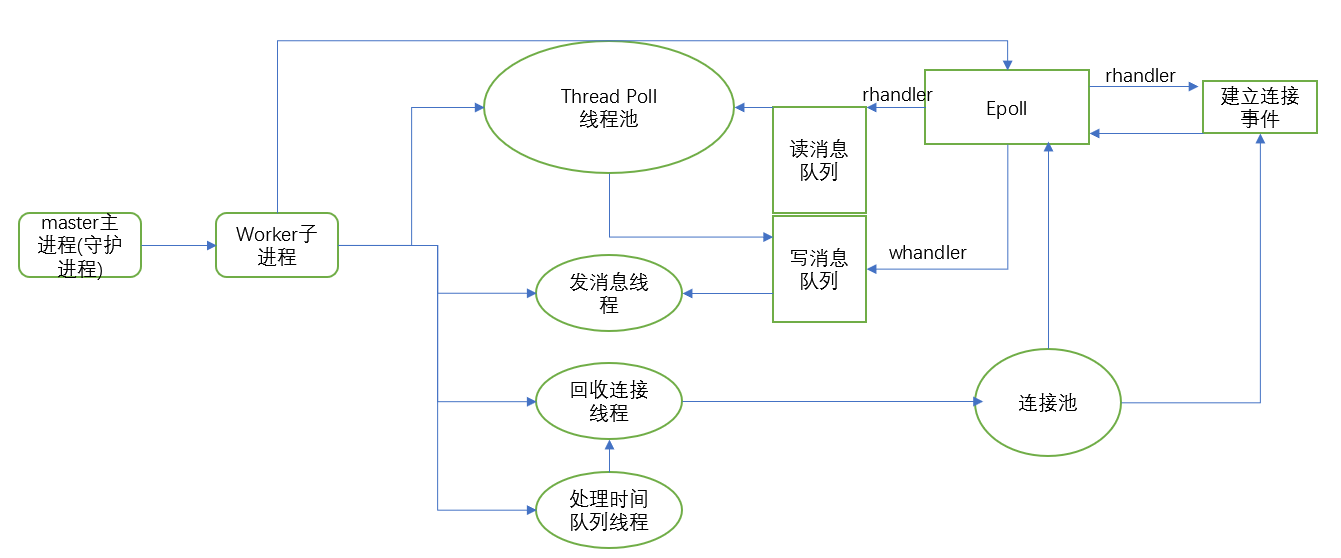 master主
进程(守护
进程)
Worker子
进程
Thread Poll
线程池
rhandler
Epoll
rhandler
建立连接
事件
读消息
队列
写消息
队列
whandler
发消息线
程
回收连接
线程
连接池
处理时间
队列线程